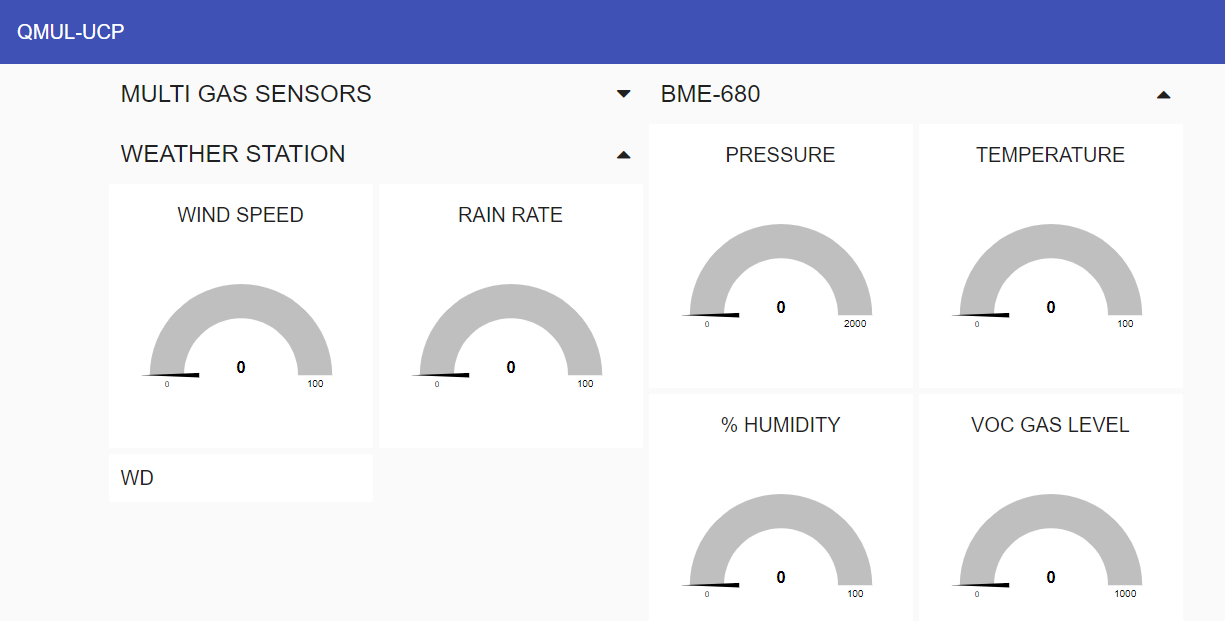 QMUL-UCP
MULTI GAS SENSORS
WEATHER STATION
WIND SPEED
0
0
100
RAIN RATE
0
0
100
WD
BME-680
PRESSURE
0
0
2000
TEMPERATURE
0
0
100
% HUMIDITY
0
0
100
VOC GAS LEVEL
0
0
1000